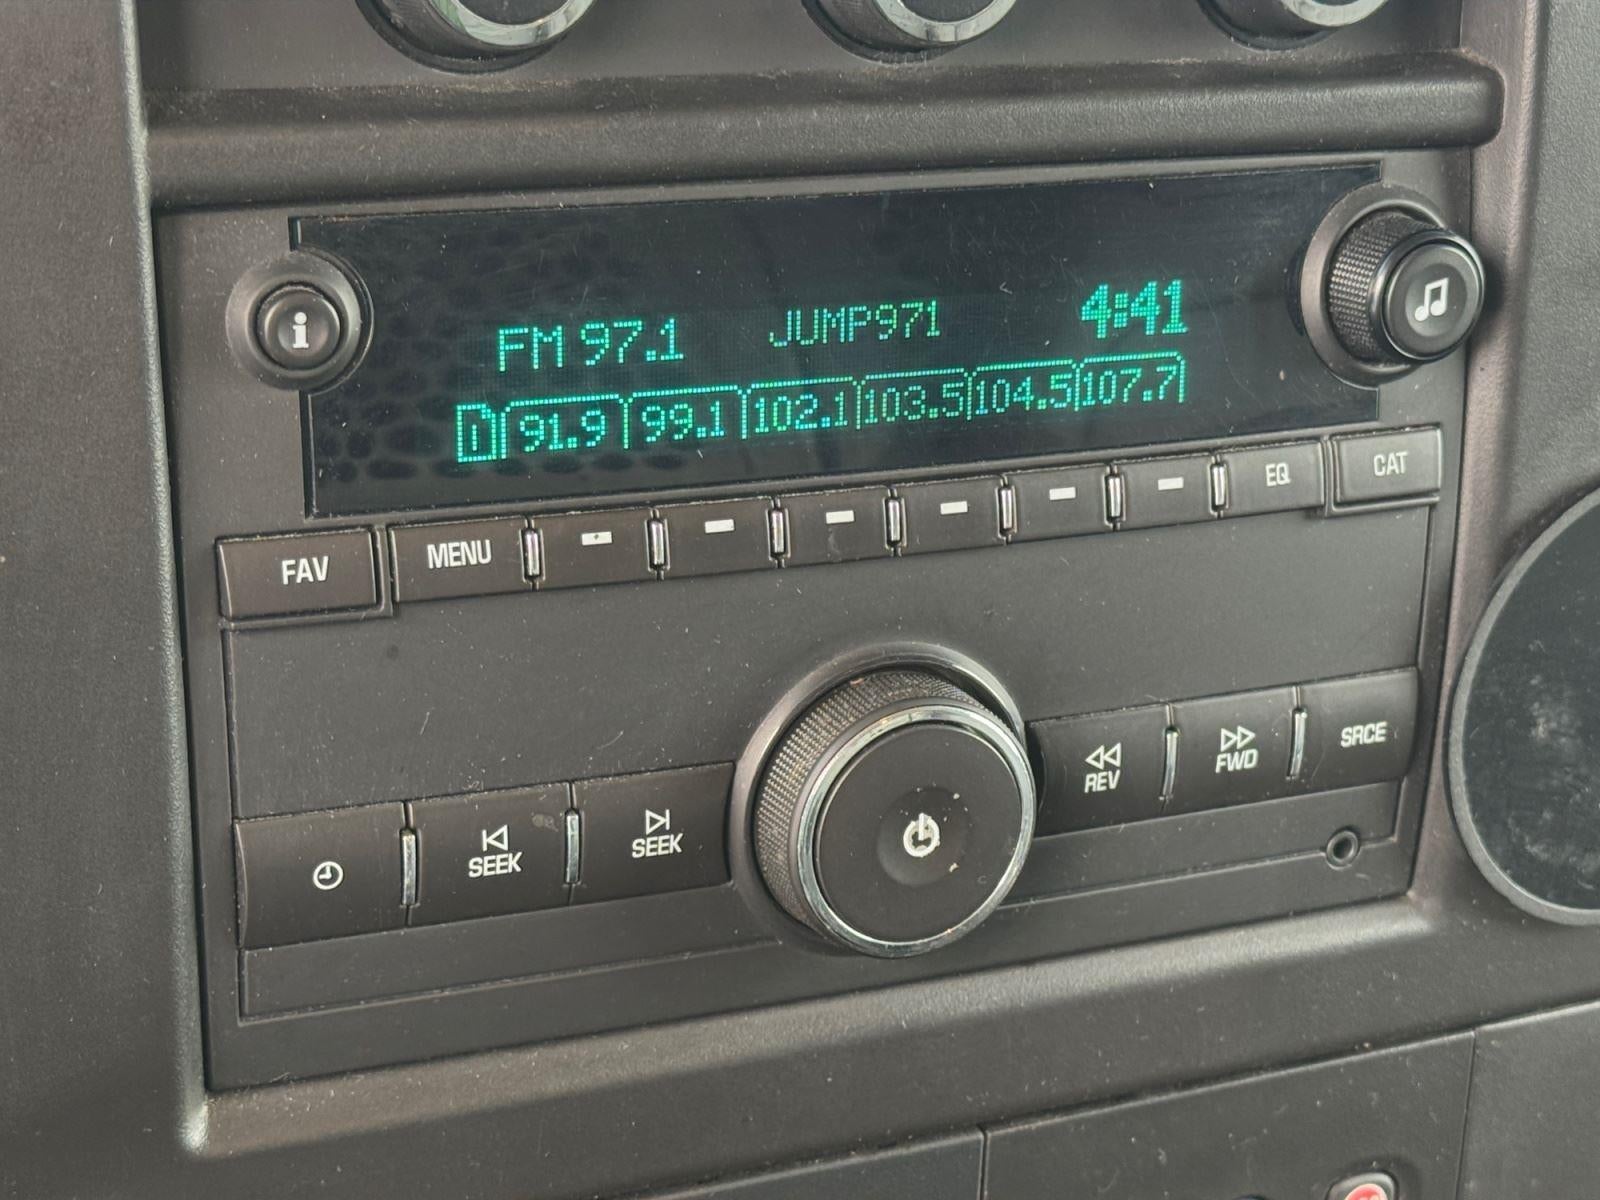 FM 97.1 JUMP971 4:41
1 91.9 99.1 102.1 103.5 104.5 107.7
i
FAV MENU EQ CAT
SEEK SEEK REV FWD SRCE